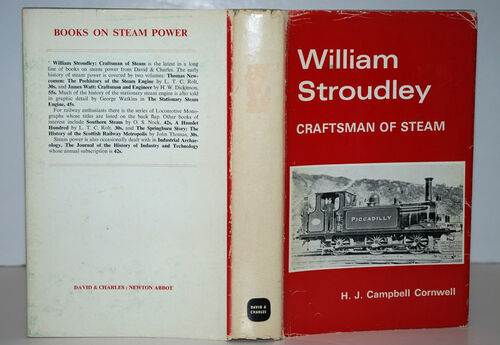 BOOKS ON STEAM POWER
William Stroudley: Craftsman of Steam is the latest in a long
line of books on steam power from David & Charles. The early
history of steam power is covered by two volumes: Thomas New-
comen: The Prehistory of the Steam Engine by L. T. C. Rolt,
30s, and James Watt: Craftsman and Engineer by H. W. Dickinson,
55s. Much of the history of the stationary steam engine is also told
in graphic detail by George Watkins in The Stationary Steam
Engine, 45s.
For railway enthusiasts there is the series of Locomotive Mono-
graphs whose titles are listed on the back flap. Other books of
interest include Southern Steam by O. S. Nock, 42s, A Hunslet
Hundred by L. T. C. Rolt, 30s, and The Springburn Story: The
History of the Scottish Railway Metropolis by John Thomas, 30s.
Steam power is also occasionally dealt with in Industrial Archae-
ology, The Journal of the History of Industry and Technology
whose annual subscription is 42s.
DAVID & CHARLES : NEWTON ABBOT
DAVID &
CHARLES
William
Stroudley
CRAFTSMAN OF STEAM
PICCADILLY
H. J. Campbell Cornwell